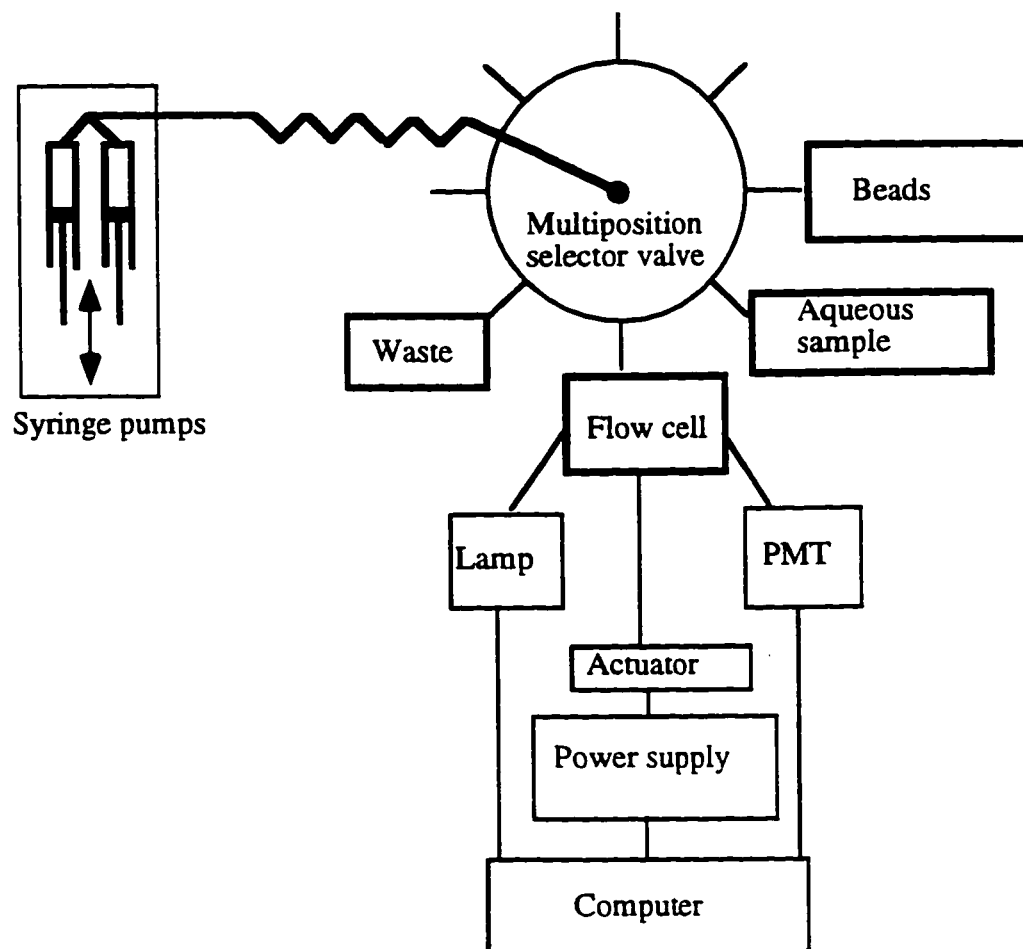 Beads
Multiposition
selector valve
Aqueous
sample
Waste
Syringe pumps
Flow cell
Lamp
PMT
Actuator
Power supply
Computer